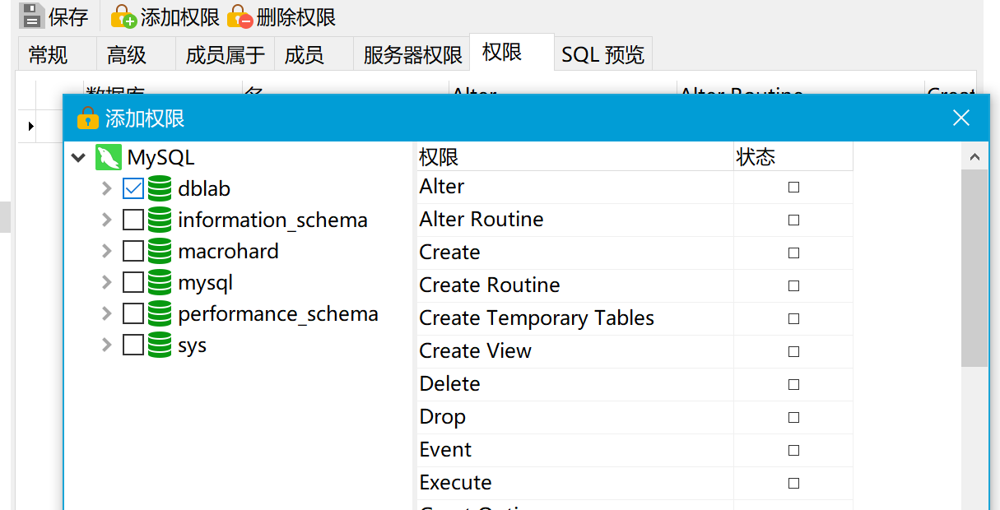 保存 添加权限 删除权限
常规 高级 成员属于 成员 服务器权限 权限 SQL 预览
数据库 名 Alter Alter Routine
添加权限
MySQL
dblab
information_schema
macrohard
mysql
performance_schema
sys
权限 状态
Alter
Alter Routine
Create
Create Routine
Create Temporary Tables
Create View
Delete
Drop
Event
Execute